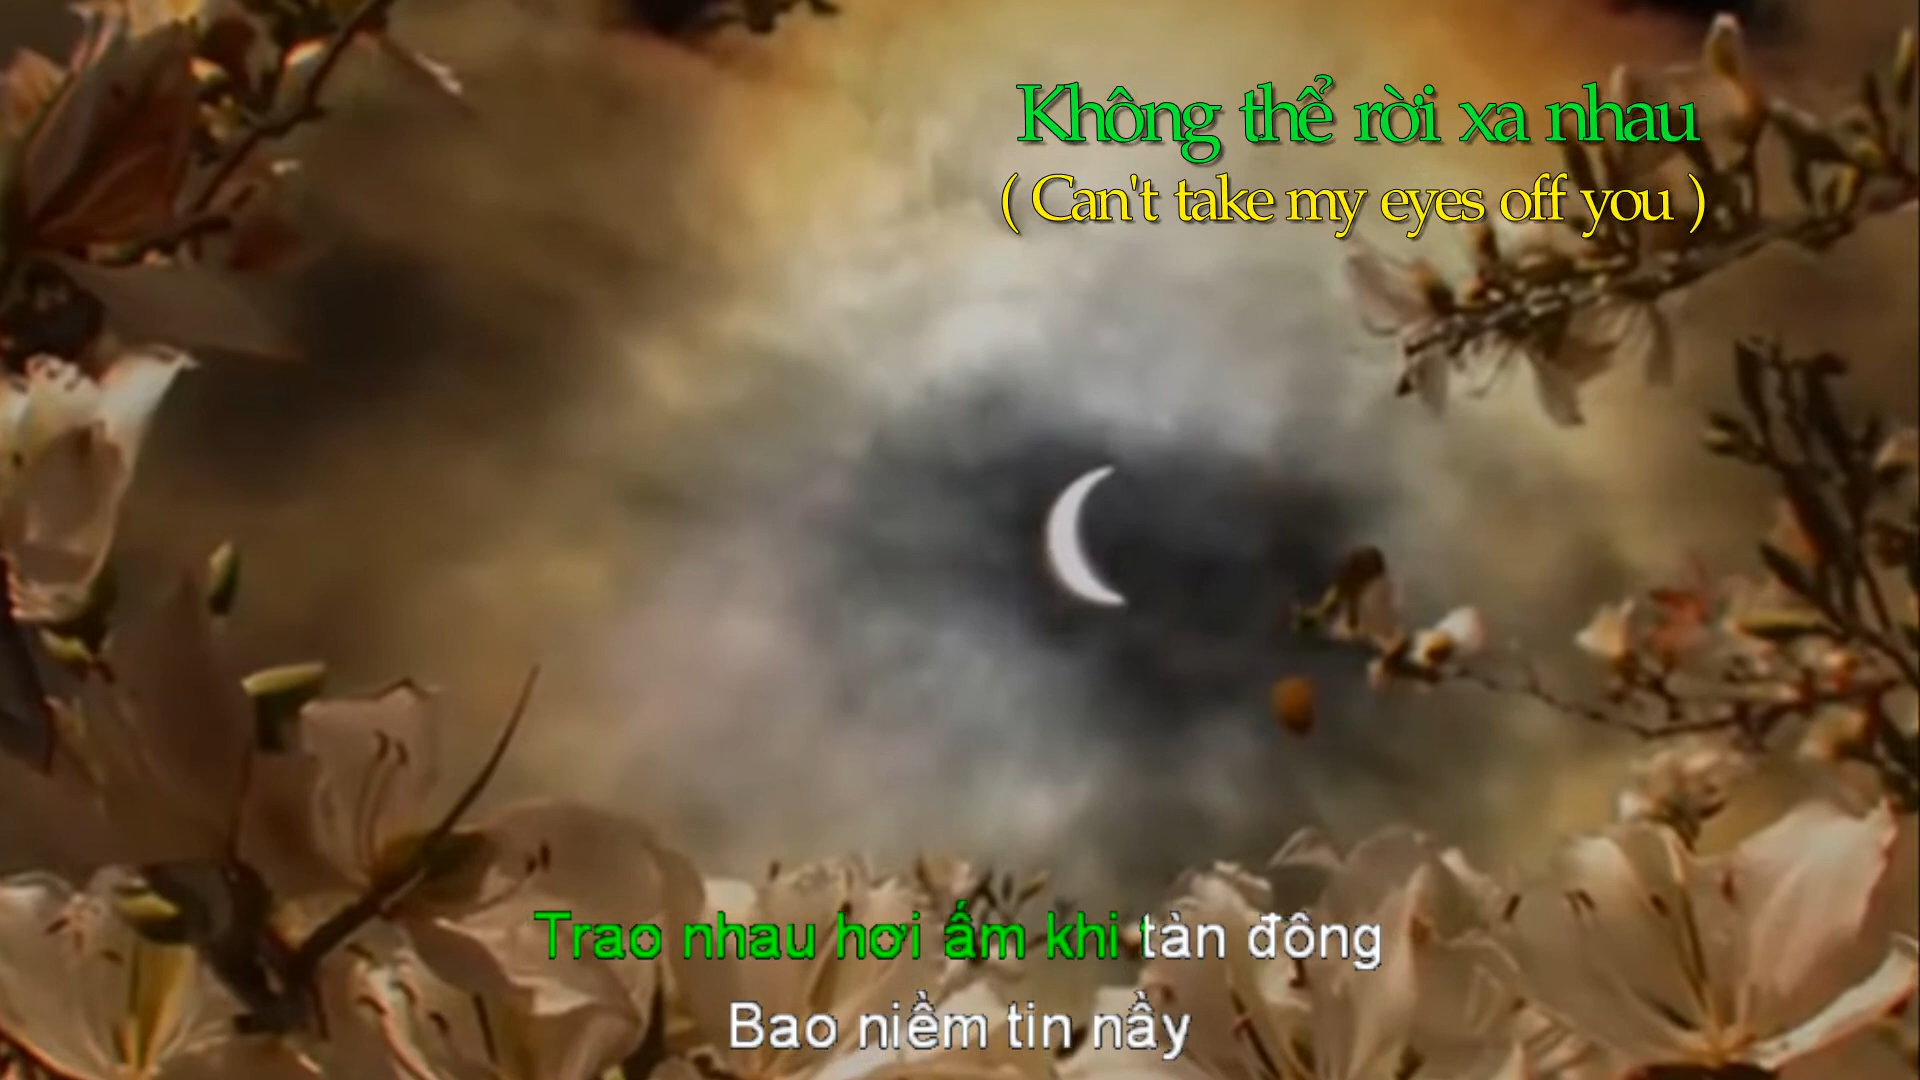 Không thể rời xa nhau
( Can't take my eyes off you )
Trao nhau hơi ấm khi tàn đông
Bao niềm tin nầy